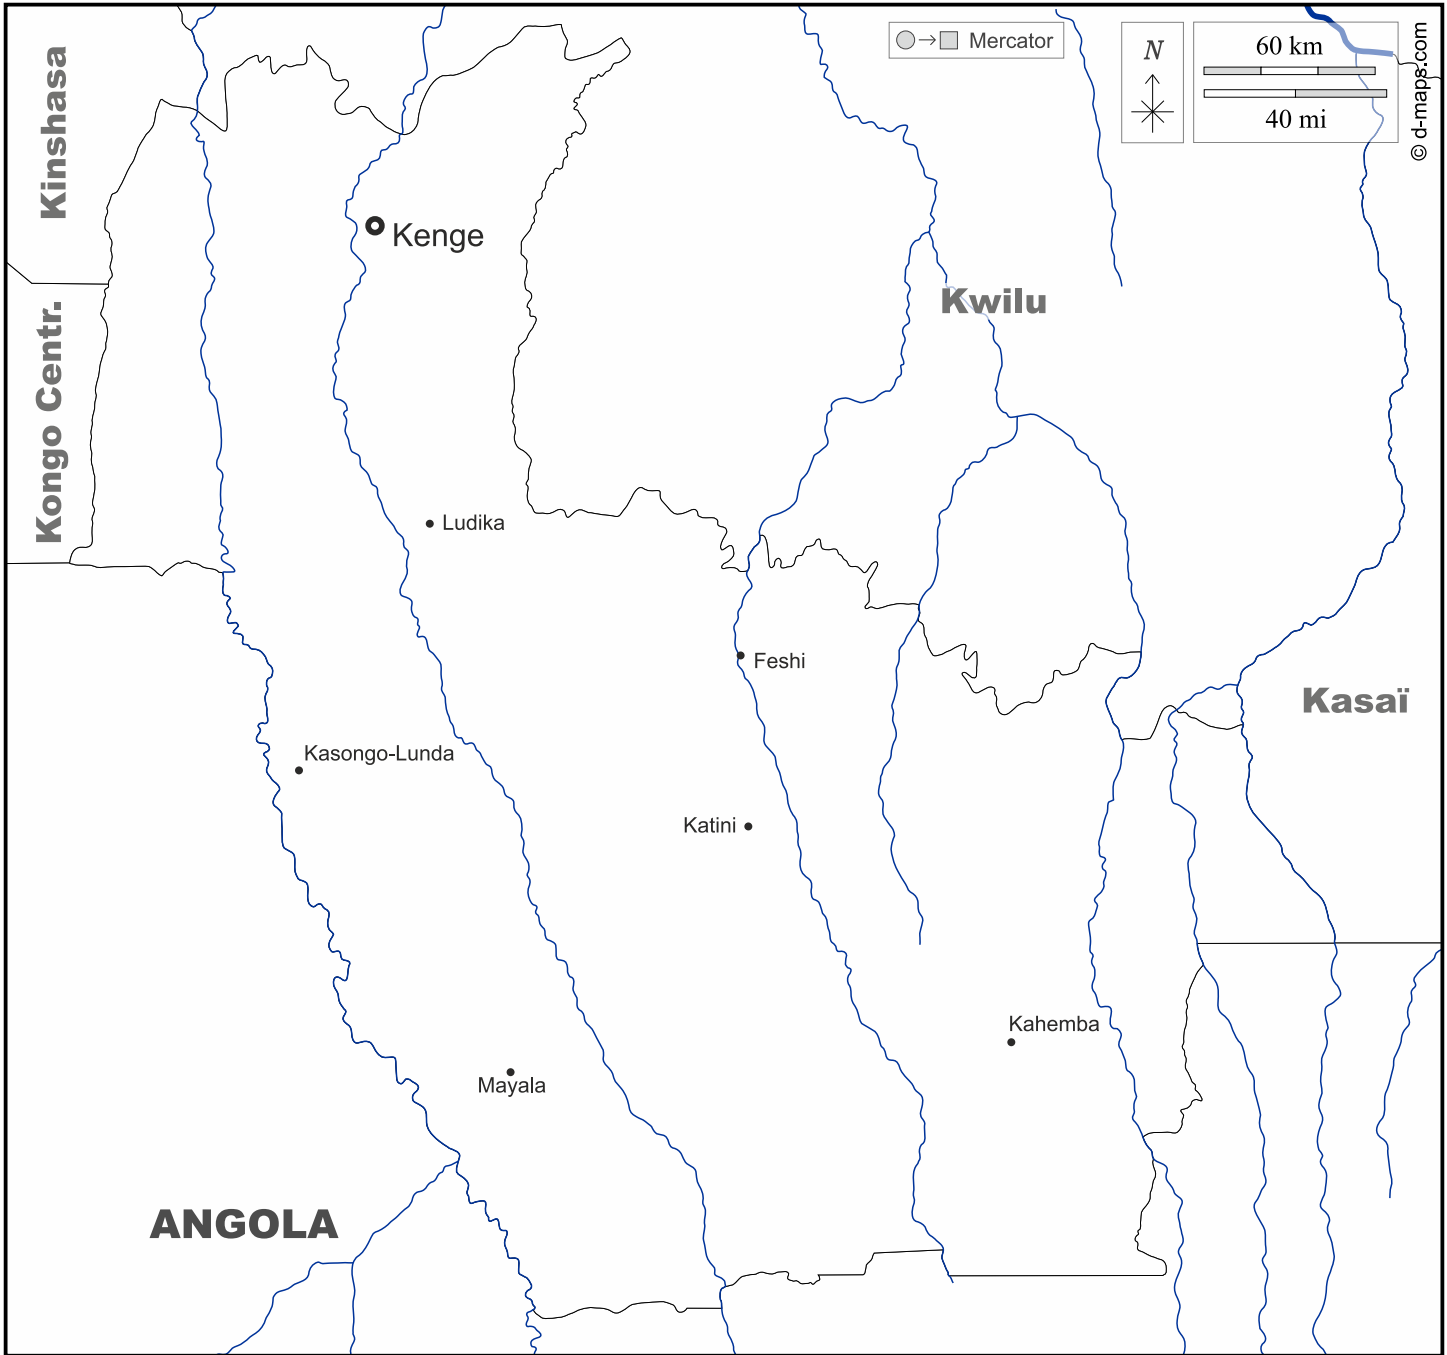 Kinshasa
Mercator
N
60 km
40 mi
© d-maps.com
Kenge
Kwilu
Kongo Centr.
Ludika
Feshi
Kasaï
Kasongo-Lunda
Katini
Kahemba
Mayala
ANGOLA